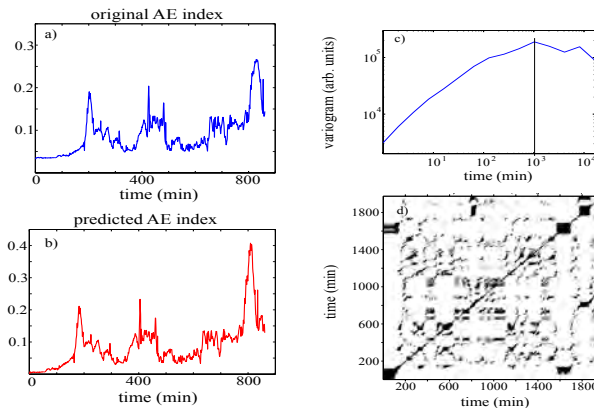 original AE index
a)
0.3
0.2
0.1
0 400 800
time (min)
predicted AE index
b)
0.4
0.3
0.2
0.1
0 400 800
time (min)
c)
variogram (arb. units)
10^5
10^4
10^1 10^2 10^3 10^4
time (min)
d)
time (min)
1800
1400
1000
600
200
200 600 1000 1400 1800
time (min)